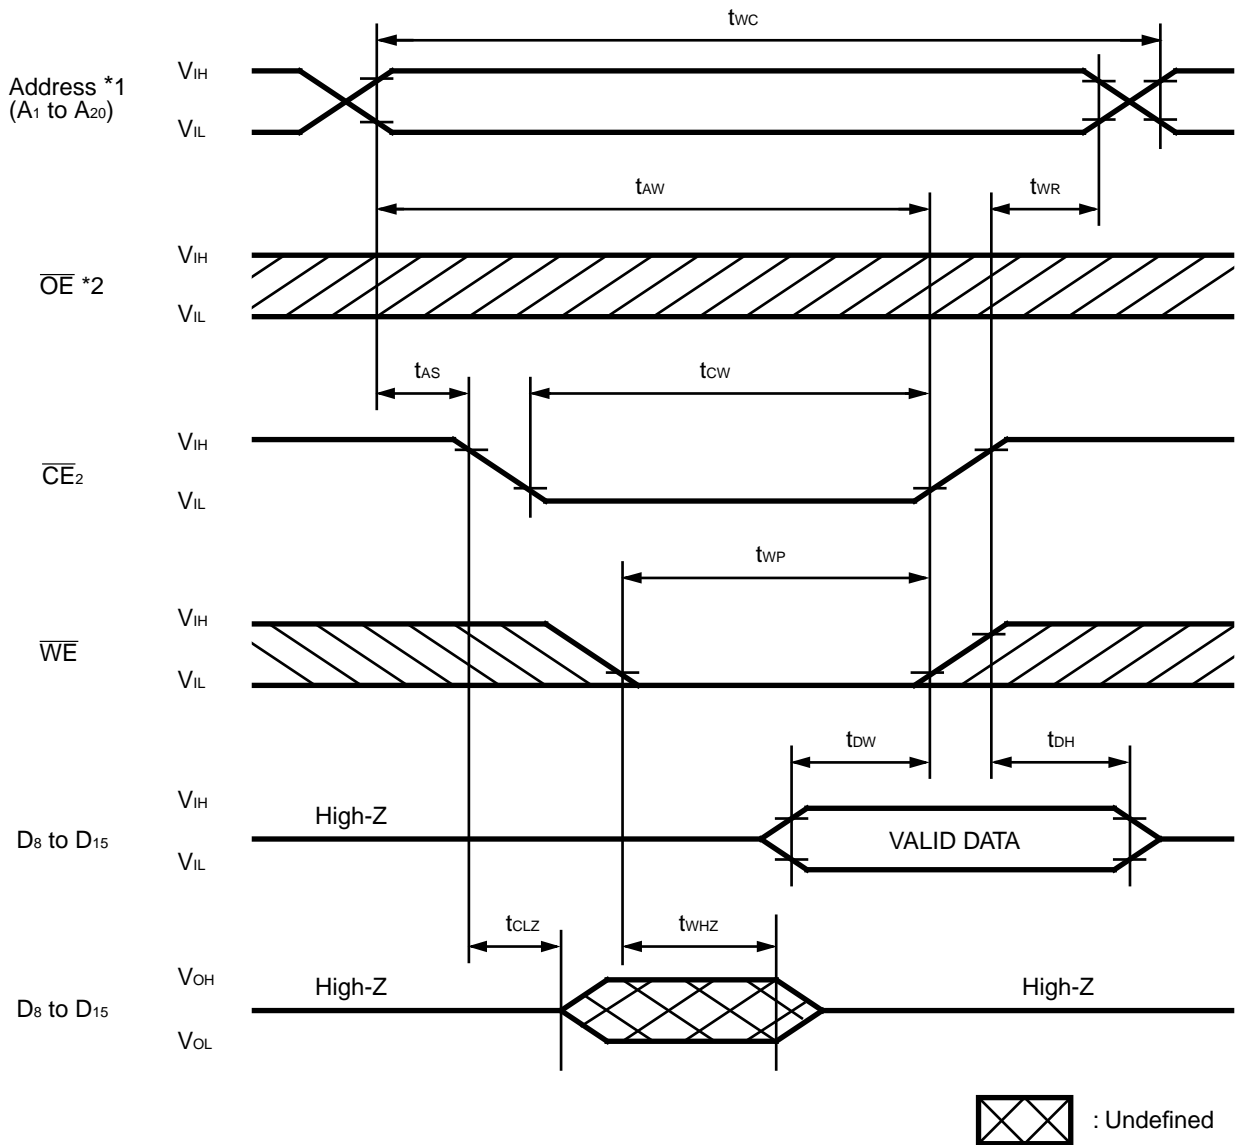 tWC
Address *1
(A1 to A20)
VIH
VIL
tAW
tWR
OE *2
VIH
VIL
tAS
tCW
CE2
VIH
VIL
tWP
WE
VIH
VIL
tDW
tDH
D8 to D15
VIH
VIL
High-Z
VALID DATA
tCLZ
tWHZ
D8 to D15
VOH
VOL
High-Z
High-Z
: Undefined